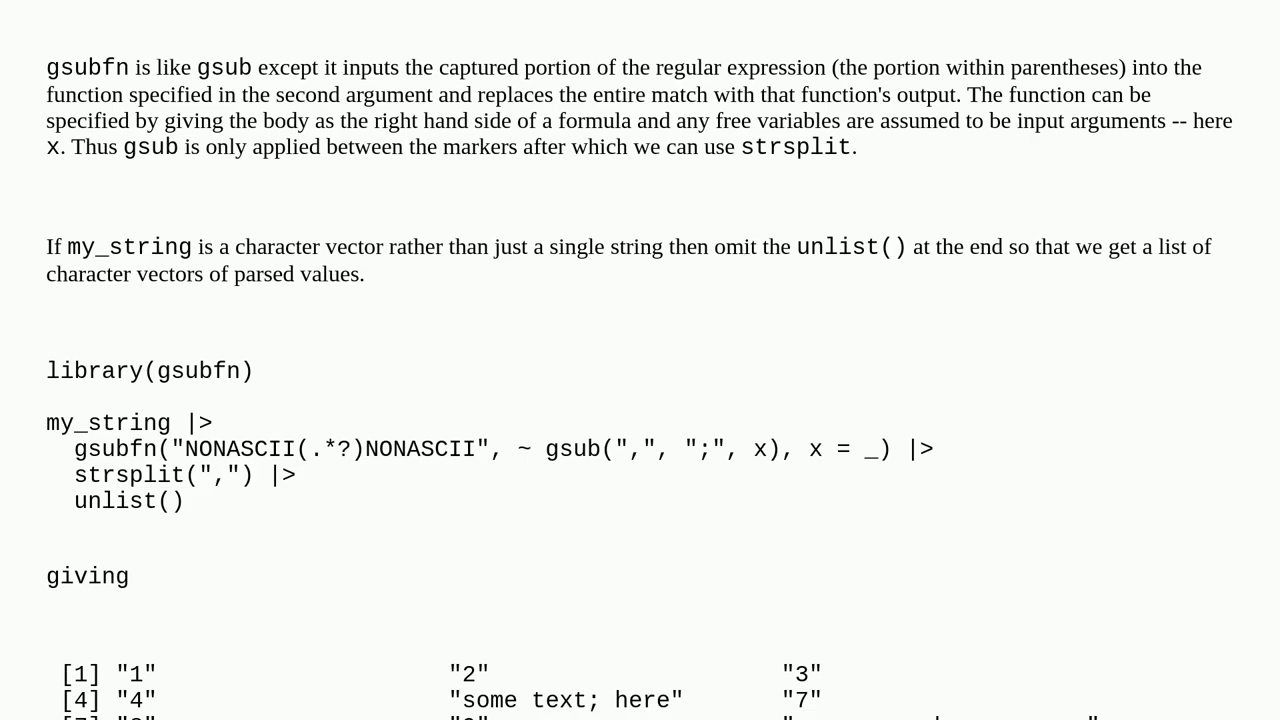 gsubfn is like gsub except it inputs the captured portion of the regular expression (the portion within parentheses) into the
function specified in the second argument and replaces the entire match with that function's output. The function can be
specified by giving the body as the right hand side of a formula and any free variables are assumed to be input arguments -- here
x. Thus gsub is only applied between the markers after which we can use strsplit.
If my_string is a character vector rather than just a single string then omit the unlist() at the end so that we get a list of
character vectors of parsed values.
library(gsubfn)
my_string |>
  gsubfn("NONASCII(.*?)NONASCII", ~ gsub(",", ";", x), x = _) |>
  strsplit(",") |>
  unlist()
giving
[1] "1" "2" "3"
[4] "4" "some text; here" "7"